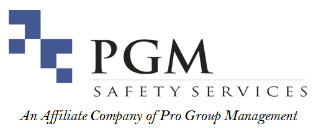 PGM
SAFETY SERVICES
An Affiliate Company of Pro Group Management